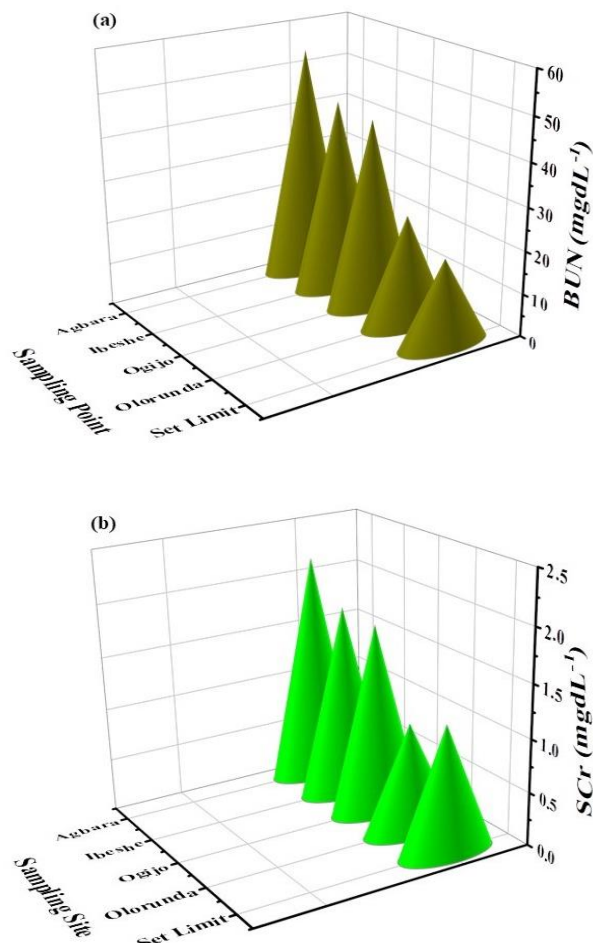 (a)
60
50
40
30
20
10
0
BUN (mgdL⁻¹)
Agbara
Ibeshe
Ogijo
Olorunda
Set Limit
Sampling Point
(b)
2.5
2.0
1.5
1.0
0.5
0.0
SCr (mgdL⁻¹)
Agbara
Ibeshe
Ogijo
Olorunda
Set Limit
Sampling Site